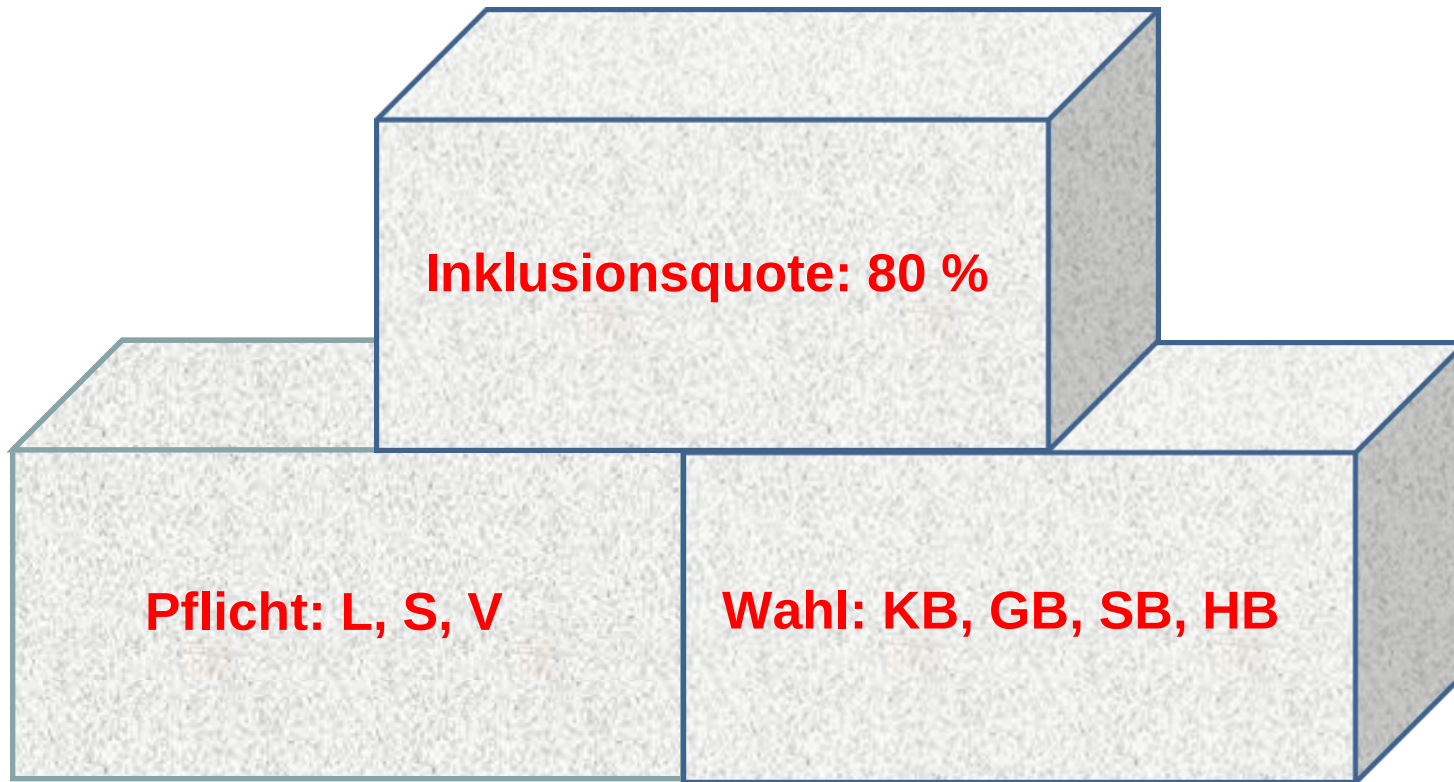 Inklusionsquote: 80 %
Pflicht: L, S, V
Wahl: KB, GB, SB, HB